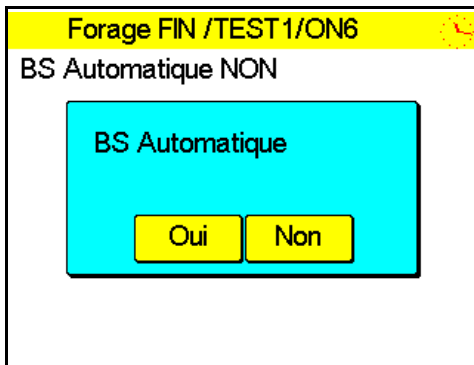 Forage FIN /TEST1/ON6
BS Automatique NON
BS Automatique
Oui Non